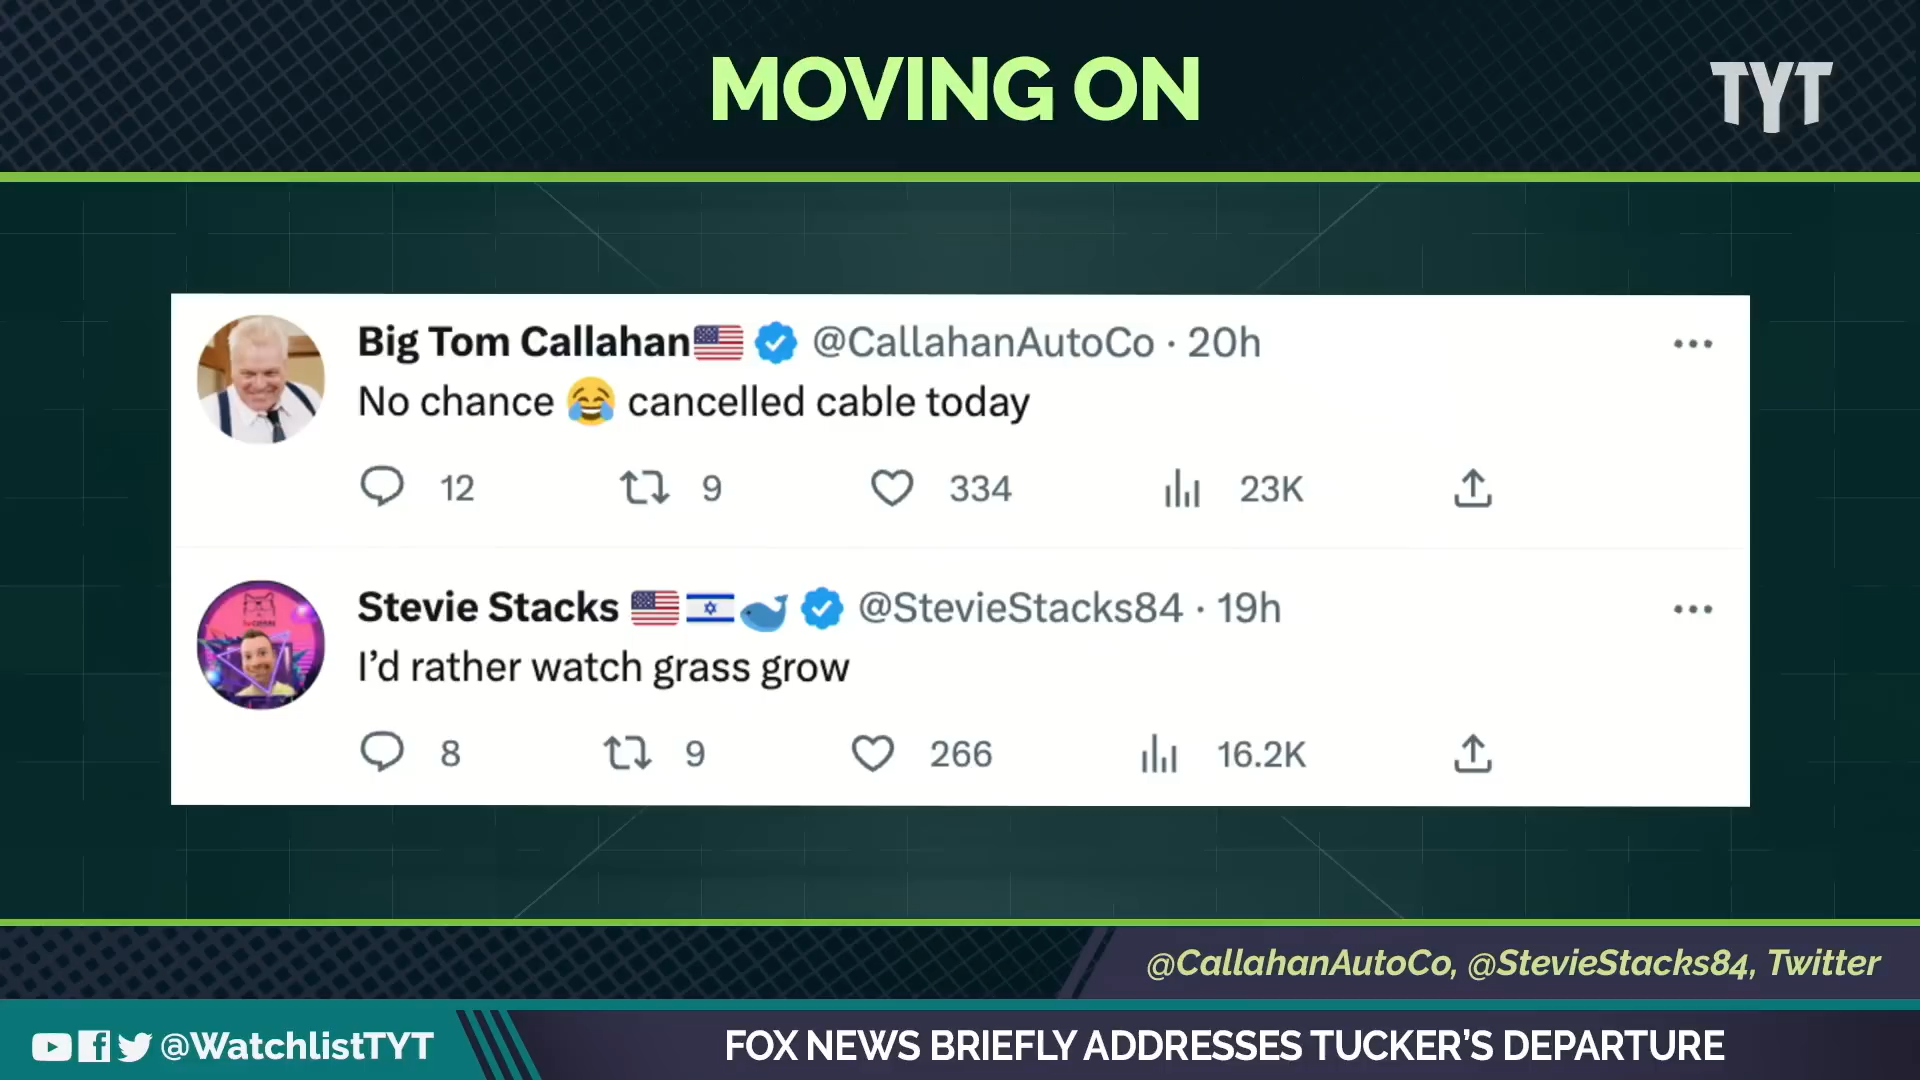 MOVING ON
TYT
Big Tom Callahan🇺🇸 @CallahanAutoCo · 20h
No chance 😂 cancelled cable today
12 9 334 23K
Stevie Stacks 🇺🇸🇮🇱🐳 @StevieStacks84 · 19h
I’d rather watch grass grow
8 9 266 16.2K
@CallahanAutoCo, @StevieStacks84, Twitter
@WatchlistTYT
FOX NEWS BRIEFLY ADDRESSES TUCKER’S DEPARTURE